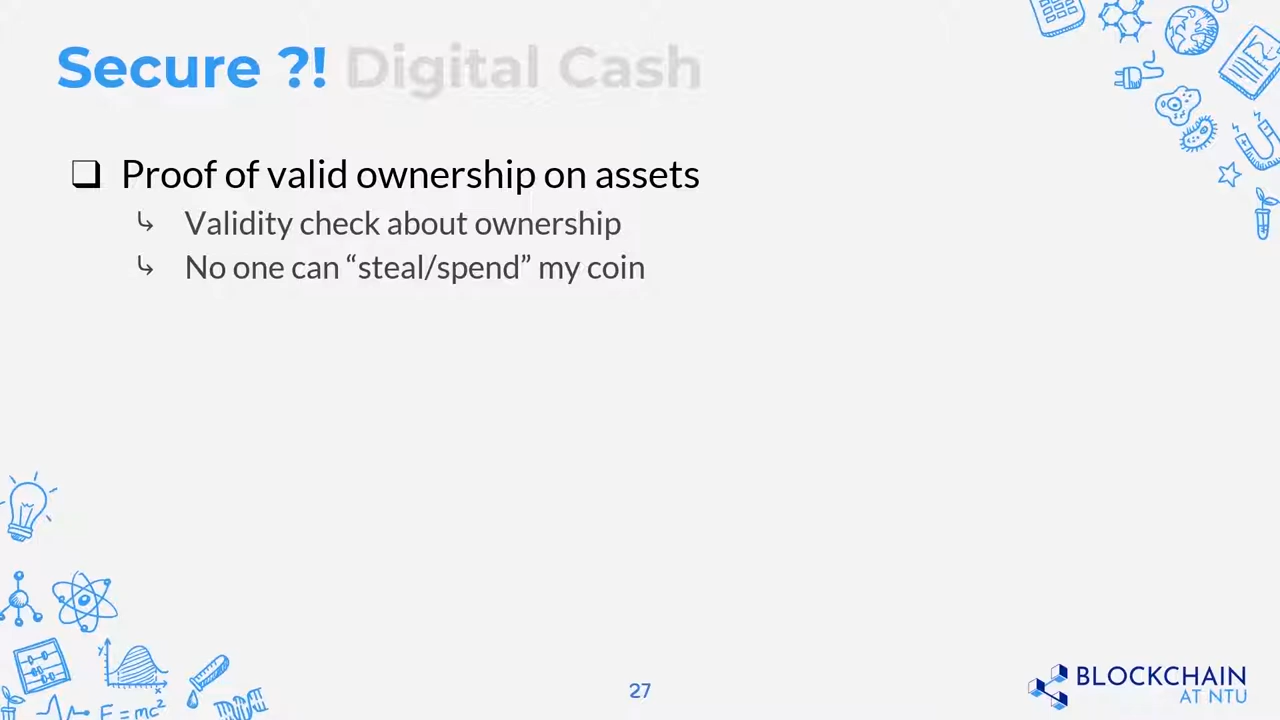 Secure ?! Digital Cash
❑ Proof of valid ownership on assets
↳ Validity check about ownership
↳ No one can “steal/spend” my coin
y
x
E=mc²
27
BLOCKCHAIN
AT NTU